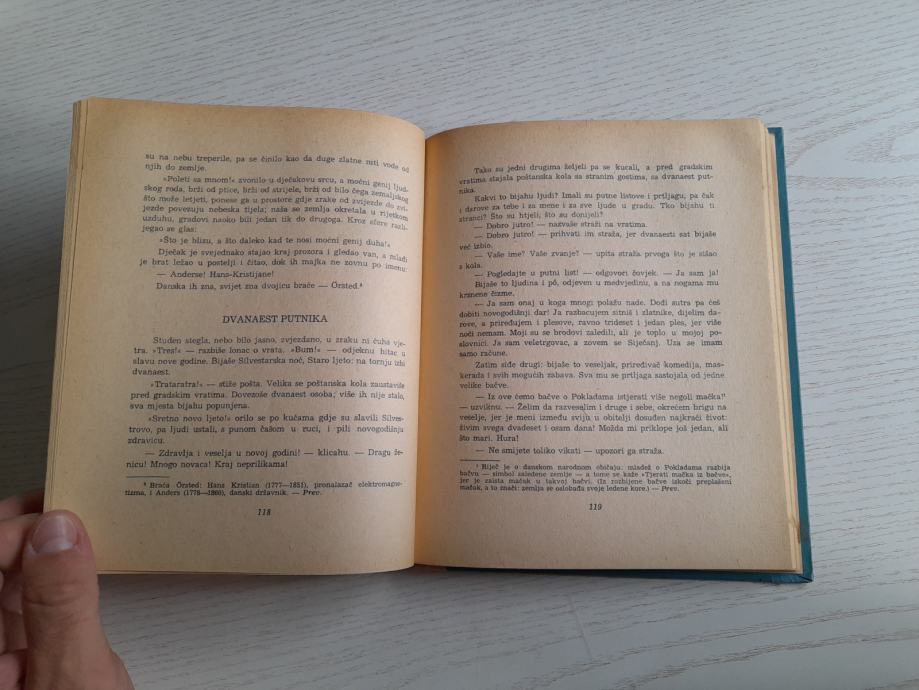 su na nebu treperile, pa se činilo kao da duge zlatne niti vode od
njih do zemlje.
»Poleti sa mnom!« zvonilo u dječakovu srcu, a moćni genij ljud-
skog roda, brži od ptice, brži od strijele, brži od bilo čega zemaljskog
što može letjeti, ponese ga u prostore gdje zrake od zvijezde do zvi-
jezde povezuju nebeska tijela; naša se zemlja okretala u rijetkom
uzduhu, gradovi naoko bili jedan tik do drugoga. Kroz sfere razli-
jegao se glas:
»Što je blizu, a što daleko kad te nosi moćni genij duha!«
Dječak je svejednako stajao kraj prozora i gledao van, a mlađi
je brat ležao u postelji i čitao, dok ih majka ne zovnu po imenu:
— Anderse! Hans-Kristijane!
Danska ih zna, svijet zna dvojicu braće — Örsted.⁸
DVANAEST PUTNIKA
Studen stegla, nebo bilo jasno, zvjezdano, u zraku ni ćuha vje-
tra. »Tres!« — razbiše lonac o vrata. »Bum!« — odjeknu hitac u
slavu nove godine. Bijaše Silvestarska noć, Staro ljeto; na tornju izbi
dvanaest.
»Trataratra!« — stiže pošta. Velika se poštanska kola zaustaviše
pred gradskim vratima. Dovezoše dvanaest osoba; više ih nije stalo,
sva mjesta bijahu popunjena.
»Sretno novo ljeto!« orilo se po kućama gdje su slavili Silves-
trovo, pa ljudi ustali, s punom čašom u ruci, i pili novogodišnju
zdravicu.
— Zdravlja i veselja u novoj godini! — klicahu. — Dragu že-
nicu! Mnogo novaca! Kraj neprilikama!
⁸ Braća Örsted: Hans Kristian (1777—1851), pronalazač elektromagne-
tizma, i Anders (1778—1860), danski državnik. — Prev.
118
Tako su jedni drugima željeli pa se kucali, a pred gradskim
vratima stajala poštanska kola sa stranim gostima, sa dvanaest put-
nika.
Kakvi to bijahu ljudi? Imali su putne listove i prtljagu, pa čak
i darove za tebe i za mene i za sve ljude u gradu. Tko bijahu ti
stranci? Što su htjeli, što su donijeli?
— Dobro jutro! — nazvaše straži na vratima.
— Dobro jutro! — prihvati im straža, jer dvanaesti sat bijaše
već izbio.
— Vaše ime? Vaše zvanje? — upita straža prvoga što je sišao
s kola.
— Pogledajte u putni list! — odgovori čovjek. — Ja sam ja!
Bijaše to ljudina i pô, odjeven u medvjedinu, a na nogama mu
krznene čizme.
— Ja sam onaj u koga mnogi polažu nade. Dođi sutra pa ćeš
dobiti novogodišnji dar! Ja razbacujem sitniš i zlatnike, dijelim da-
rove, a priređujem i plesove, ravno trideset i jedan ples, jer više
noći nemam. Moji su se brodovi zaledili, ali je toplo u mojoj po-
slovnici. Ja sam veletrgovac, a zovem se Siječanj. Uza se imam
samo račune.
Zatim siđe drugi: bijaše to veseljak, priređivač komedija, mas-
kerada i svih mogućih zabava. Sva mu se prtljaga sastojala od jedne
velike bačve.
— Iz ove ćemo bačve o Pokladama istjerati više negoli mačka!¹
— uzviknu. — Želim da razveselim i druge i sebe, okrećem brigu na
veselje, jer je meni između sviju u obitelji dosuđen najkraći život:
živim svega dvadeset i osam dana! Možda mi priklope još jedan, ali
što mari. Hura!
— Ne smijete toliko vikati — upozori ga straža.
¹ Riječ je o danskom narodnom običaju: mladež o Pokladama razbija
bačvu — simbol zaleđene zemlje — a tome se kaže »Tjerati mačka iz bačve«,
jer je zaista mačak u takvoj bačvi. (Iz razbijene bačve iskoči preplašeni
mačak, a to znači: zemlja se oslobađa svoje ledene kore.) — Prev.
119